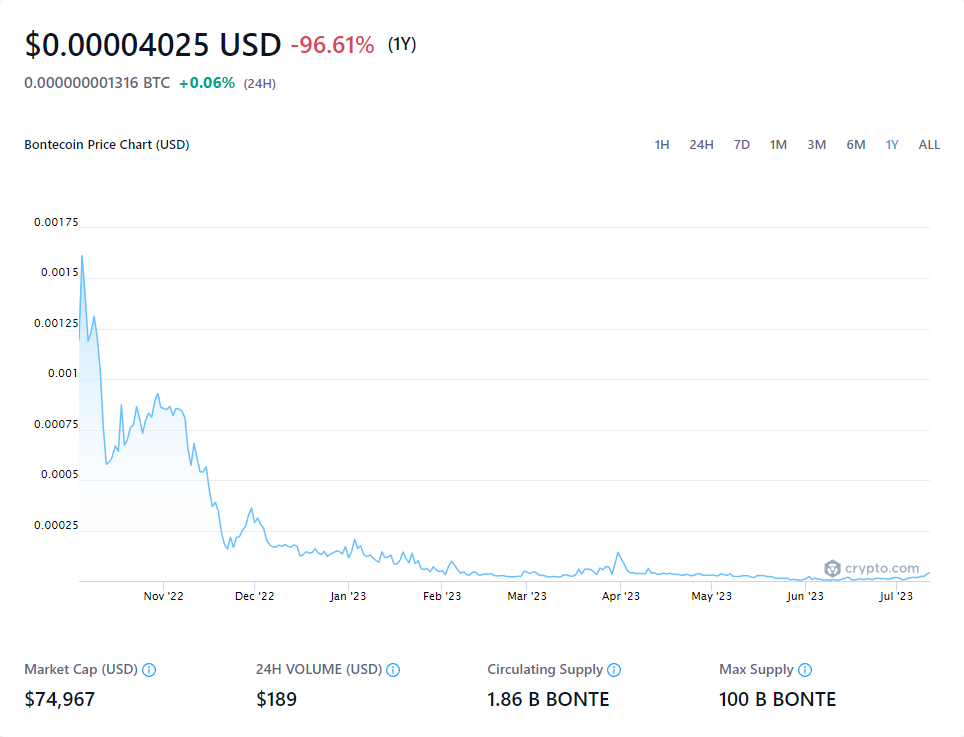 $0.00004025 USD -96.61% (1Y)
0.000000001316 BTC +0.06% (24H)
Bontecoin Price Chart (USD) 1H 24H 7D 1M 3M 6M 1Y ALL
0.00175
0.0015
0.00125
0.001
0.00075
0.0005
0.00025
crypto.com
Nov '22 Dec '22 Jan '23 Feb '23 Mar '23 Apr '23 May '23 Jun '23 Jul '23
Market Cap (USD) 24H VOLUME (USD) Circulating Supply Max Supply
$74,967 $189 1.86 B BONTE 100 B BONTE